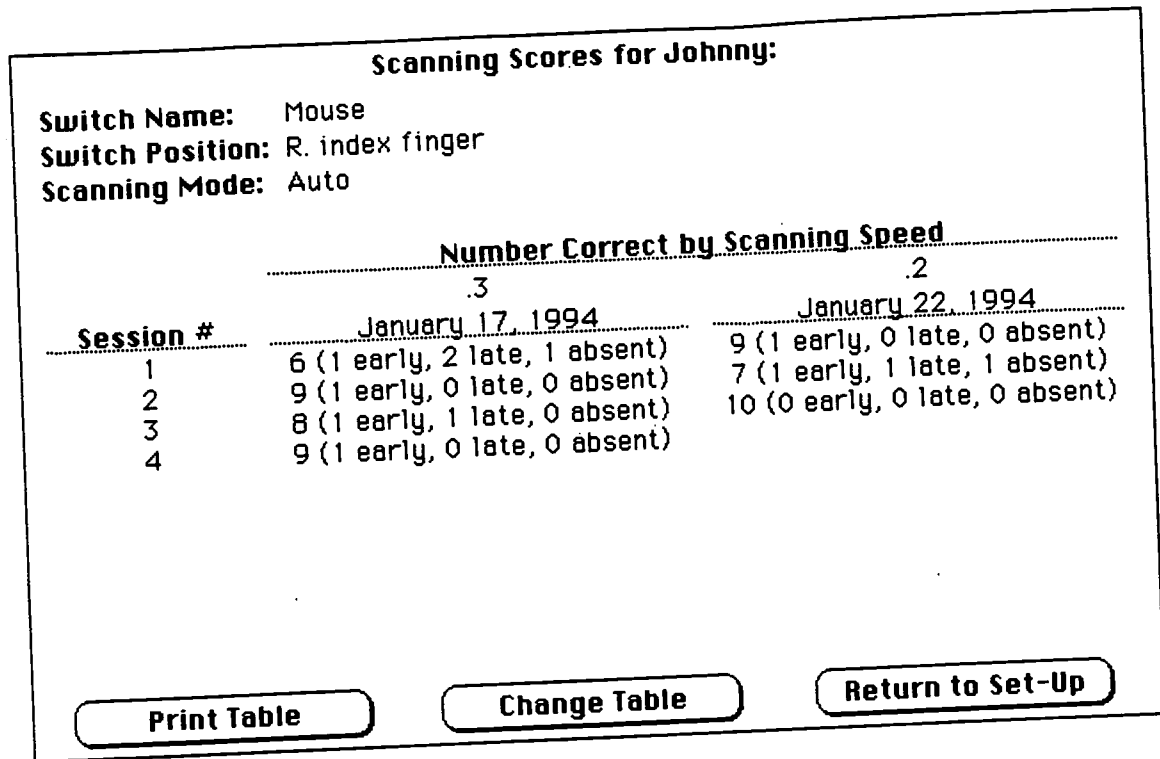 Scanning Scores for Johnny:
Switch Name: Mouse
Switch Position: R. index finger
Scanning Mode: Auto
Number Correct by Scanning Speed
.3 .2
Session # January 17, 1994 January 22, 1994
1 6 (1 early, 2 late, 1 absent) 9 (1 early, 0 late, 0 absent)
2 9 (1 early, 0 late, 0 absent) 7 (1 early, 1 late, 1 absent)
3 8 (1 early, 1 late, 0 absent) 10 (0 early, 0 late, 0 absent)
4 9 (1 early, 0 late, 0 absent)
Print Table Change Table Return to Set-Up